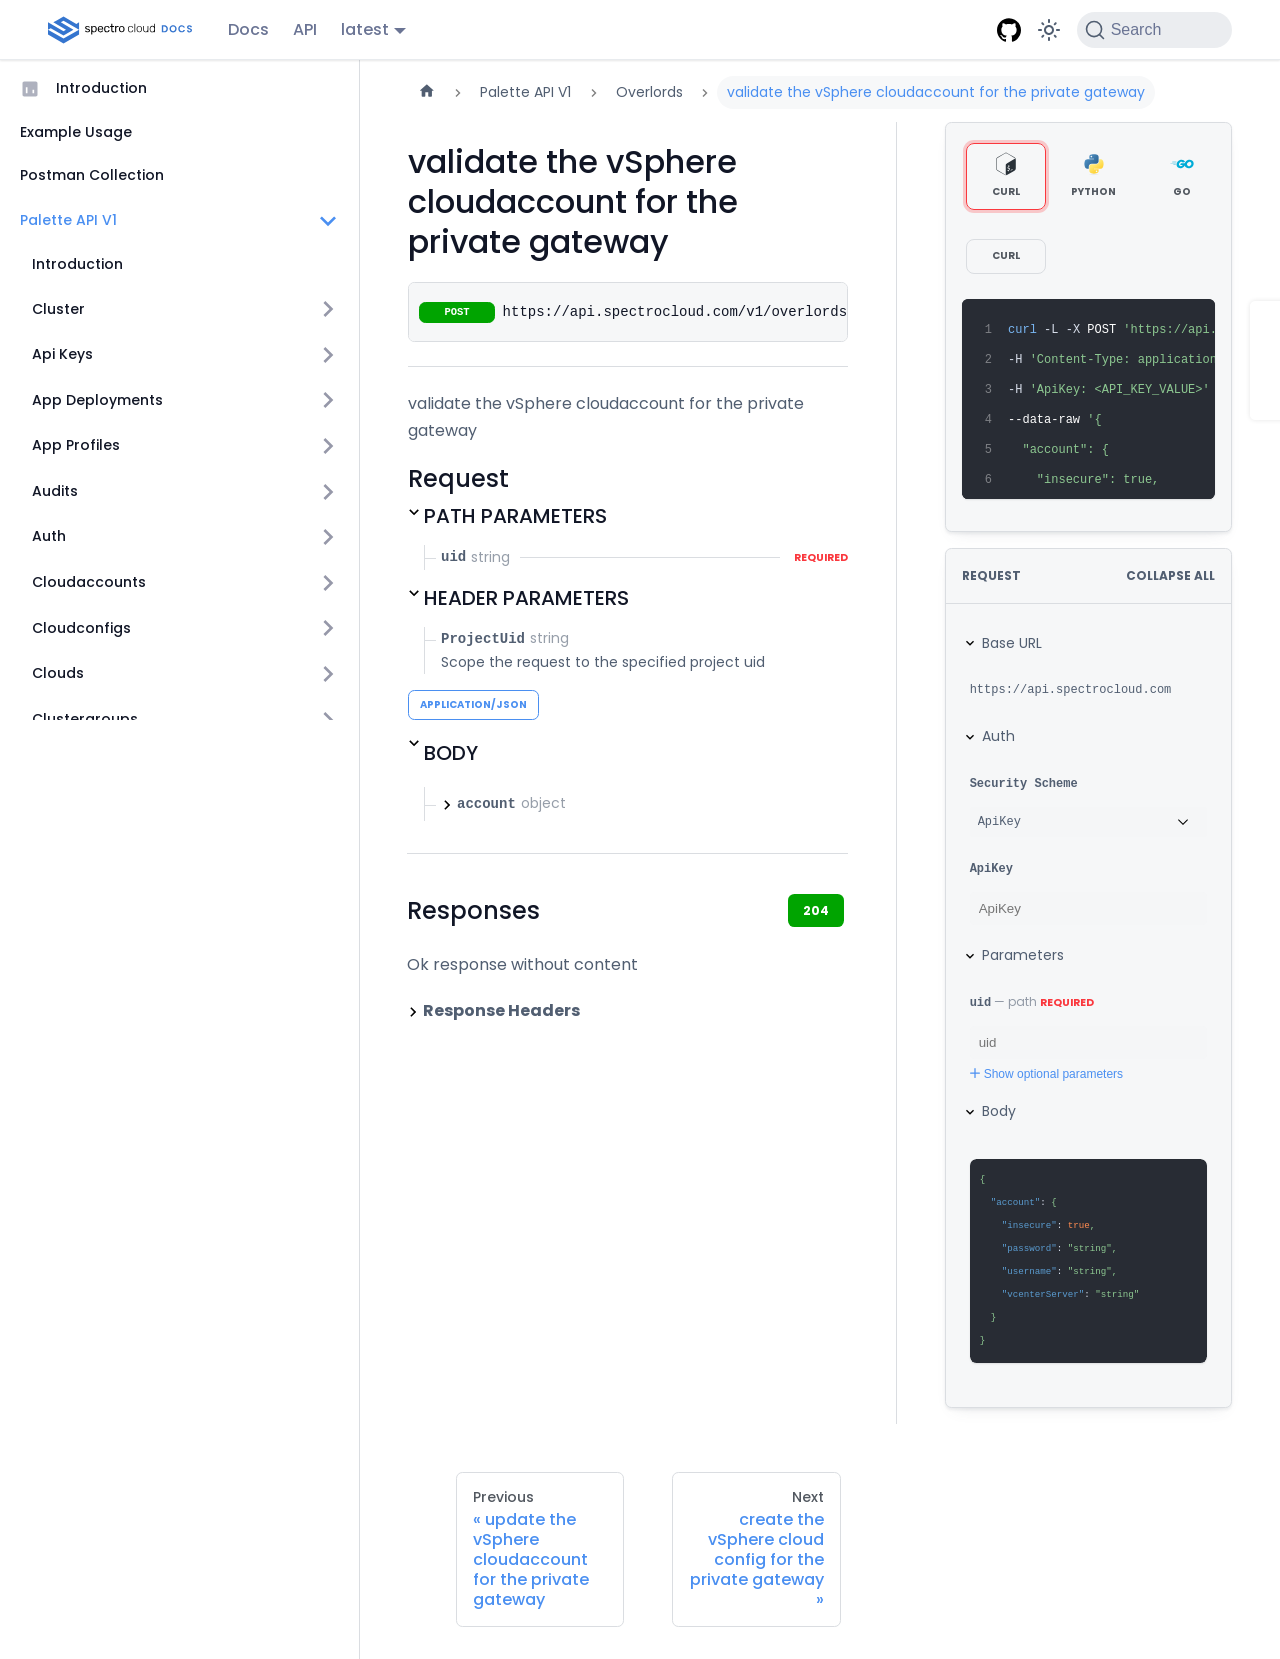 spectro cloud DOCS
Docs
API
latest
Search
Introduction
Example Usage
Postman Collection
Palette API V1
Introduction
Cluster
Api Keys
App Deployments
App Profiles
Audits
Auth
Cloudaccounts
Cloudconfigs
Clouds
Clustergroups
Palette API V1
Overlords
validate the vSphere cloudaccount for the private gateway
validate the vSphere
cloudaccount for the
private gateway
POST https://api.spectrocloud.com/v1/overlords
validate the vSphere cloudaccount for the private
gateway
Request
PATH PARAMETERS
uid string REQUIRED
HEADER PARAMETERS
ProjectUid string
Scope the request to the specified project uid
APPLICATION/JSON
BODY
account object
Responses
204
Ok response without content
Response Headers
CURL
PYTHON
GO
CURL
1 curl -L -X POST 'https://api.
2 -H 'Content-Type: application
3 -H 'ApiKey: <API_KEY_VALUE>'
4 --data-raw '{
5 "account": {
6 "insecure": true,
REQUEST COLLAPSE ALL
Base URL
https://api.spectrocloud.com
Auth
Security Scheme
ApiKey
ApiKey
ApiKey
Parameters
uid — path REQUIRED
uid
Show optional parameters
Body
{
"account": {
"insecure": true,
"password": "string",
"username": "string",
"vcenterServer": "string"
}
}
Previous
« update the
vSphere
cloudaccount
for the private
gateway
Next
create the
vSphere cloud
config for the
private gateway
»